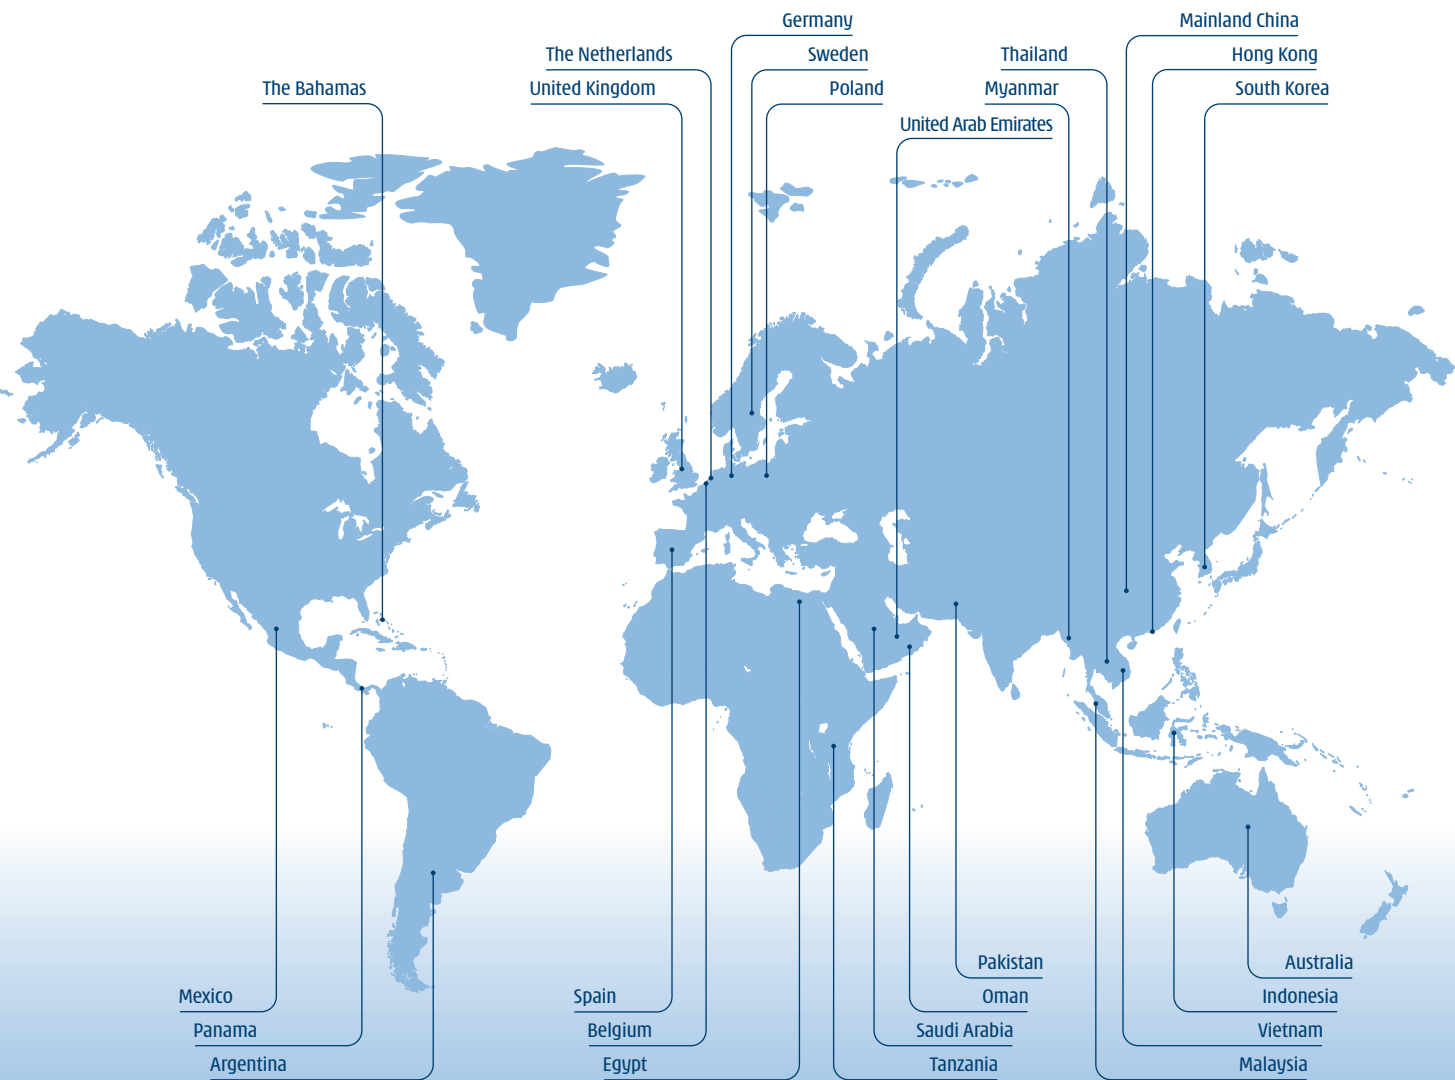 Germany
Mainland China
The Netherlands
Sweden
Thailand
Hong Kong
The Bahamas
United Kingdom
Poland
Myanmar
South Korea
United Arab Emirates
Pakistan
Australia
Mexico
Spain
Oman
Indonesia
Panama
Belgium
Saudi Arabia
Vietnam
Argentina
Egypt
Tanzania
Malaysia